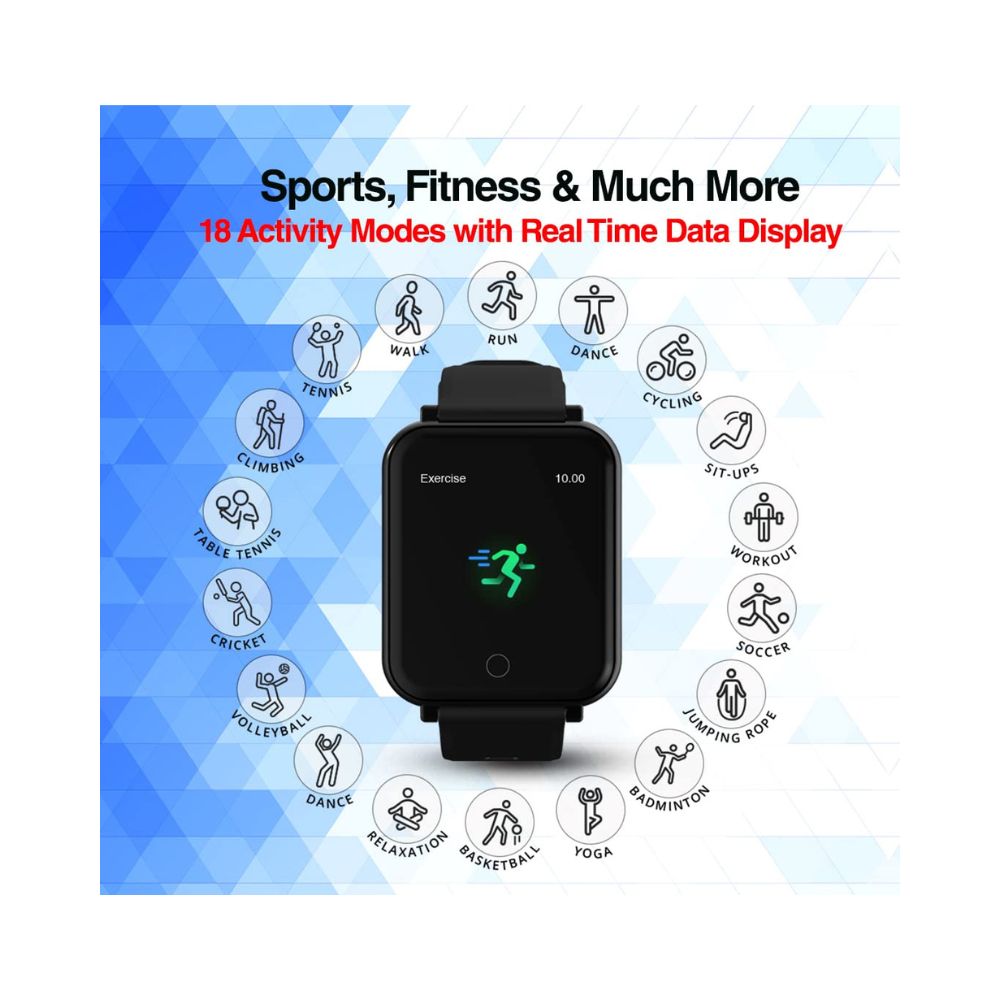 Sports, Fitness & Much More
18 Activity Modes with Real Time Data Display
RUN
WALK
DANCE
TENNIS
CYCLING
CLIMBING
SIT-UPS
Exercise 10.00
TABLE TENNIS
WORKOUT
CRICKET
SOCCER
VOLLEYBALL
JUMPING ROPE
DANCE
BADMINTON
RELAXATION
BASKETBALL
YOGA